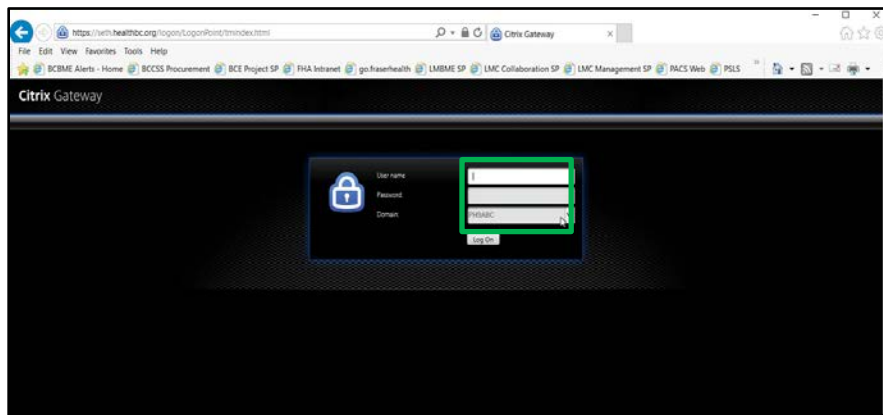 https://seth.healthbc.org/logon/LogonPoint/tmindex.html
Citrix Gateway
File Edit View Favorites Tools Help
BCBME Alerts - Home BCCSS Procurement BCE Project SP FHA Intranet go.fraserhealth LMBME SP LMC Collaboration SP LMC Management SP PACS Web PSLS
Citrix Gateway
User name
Password
Domain
PHSABC
Log On